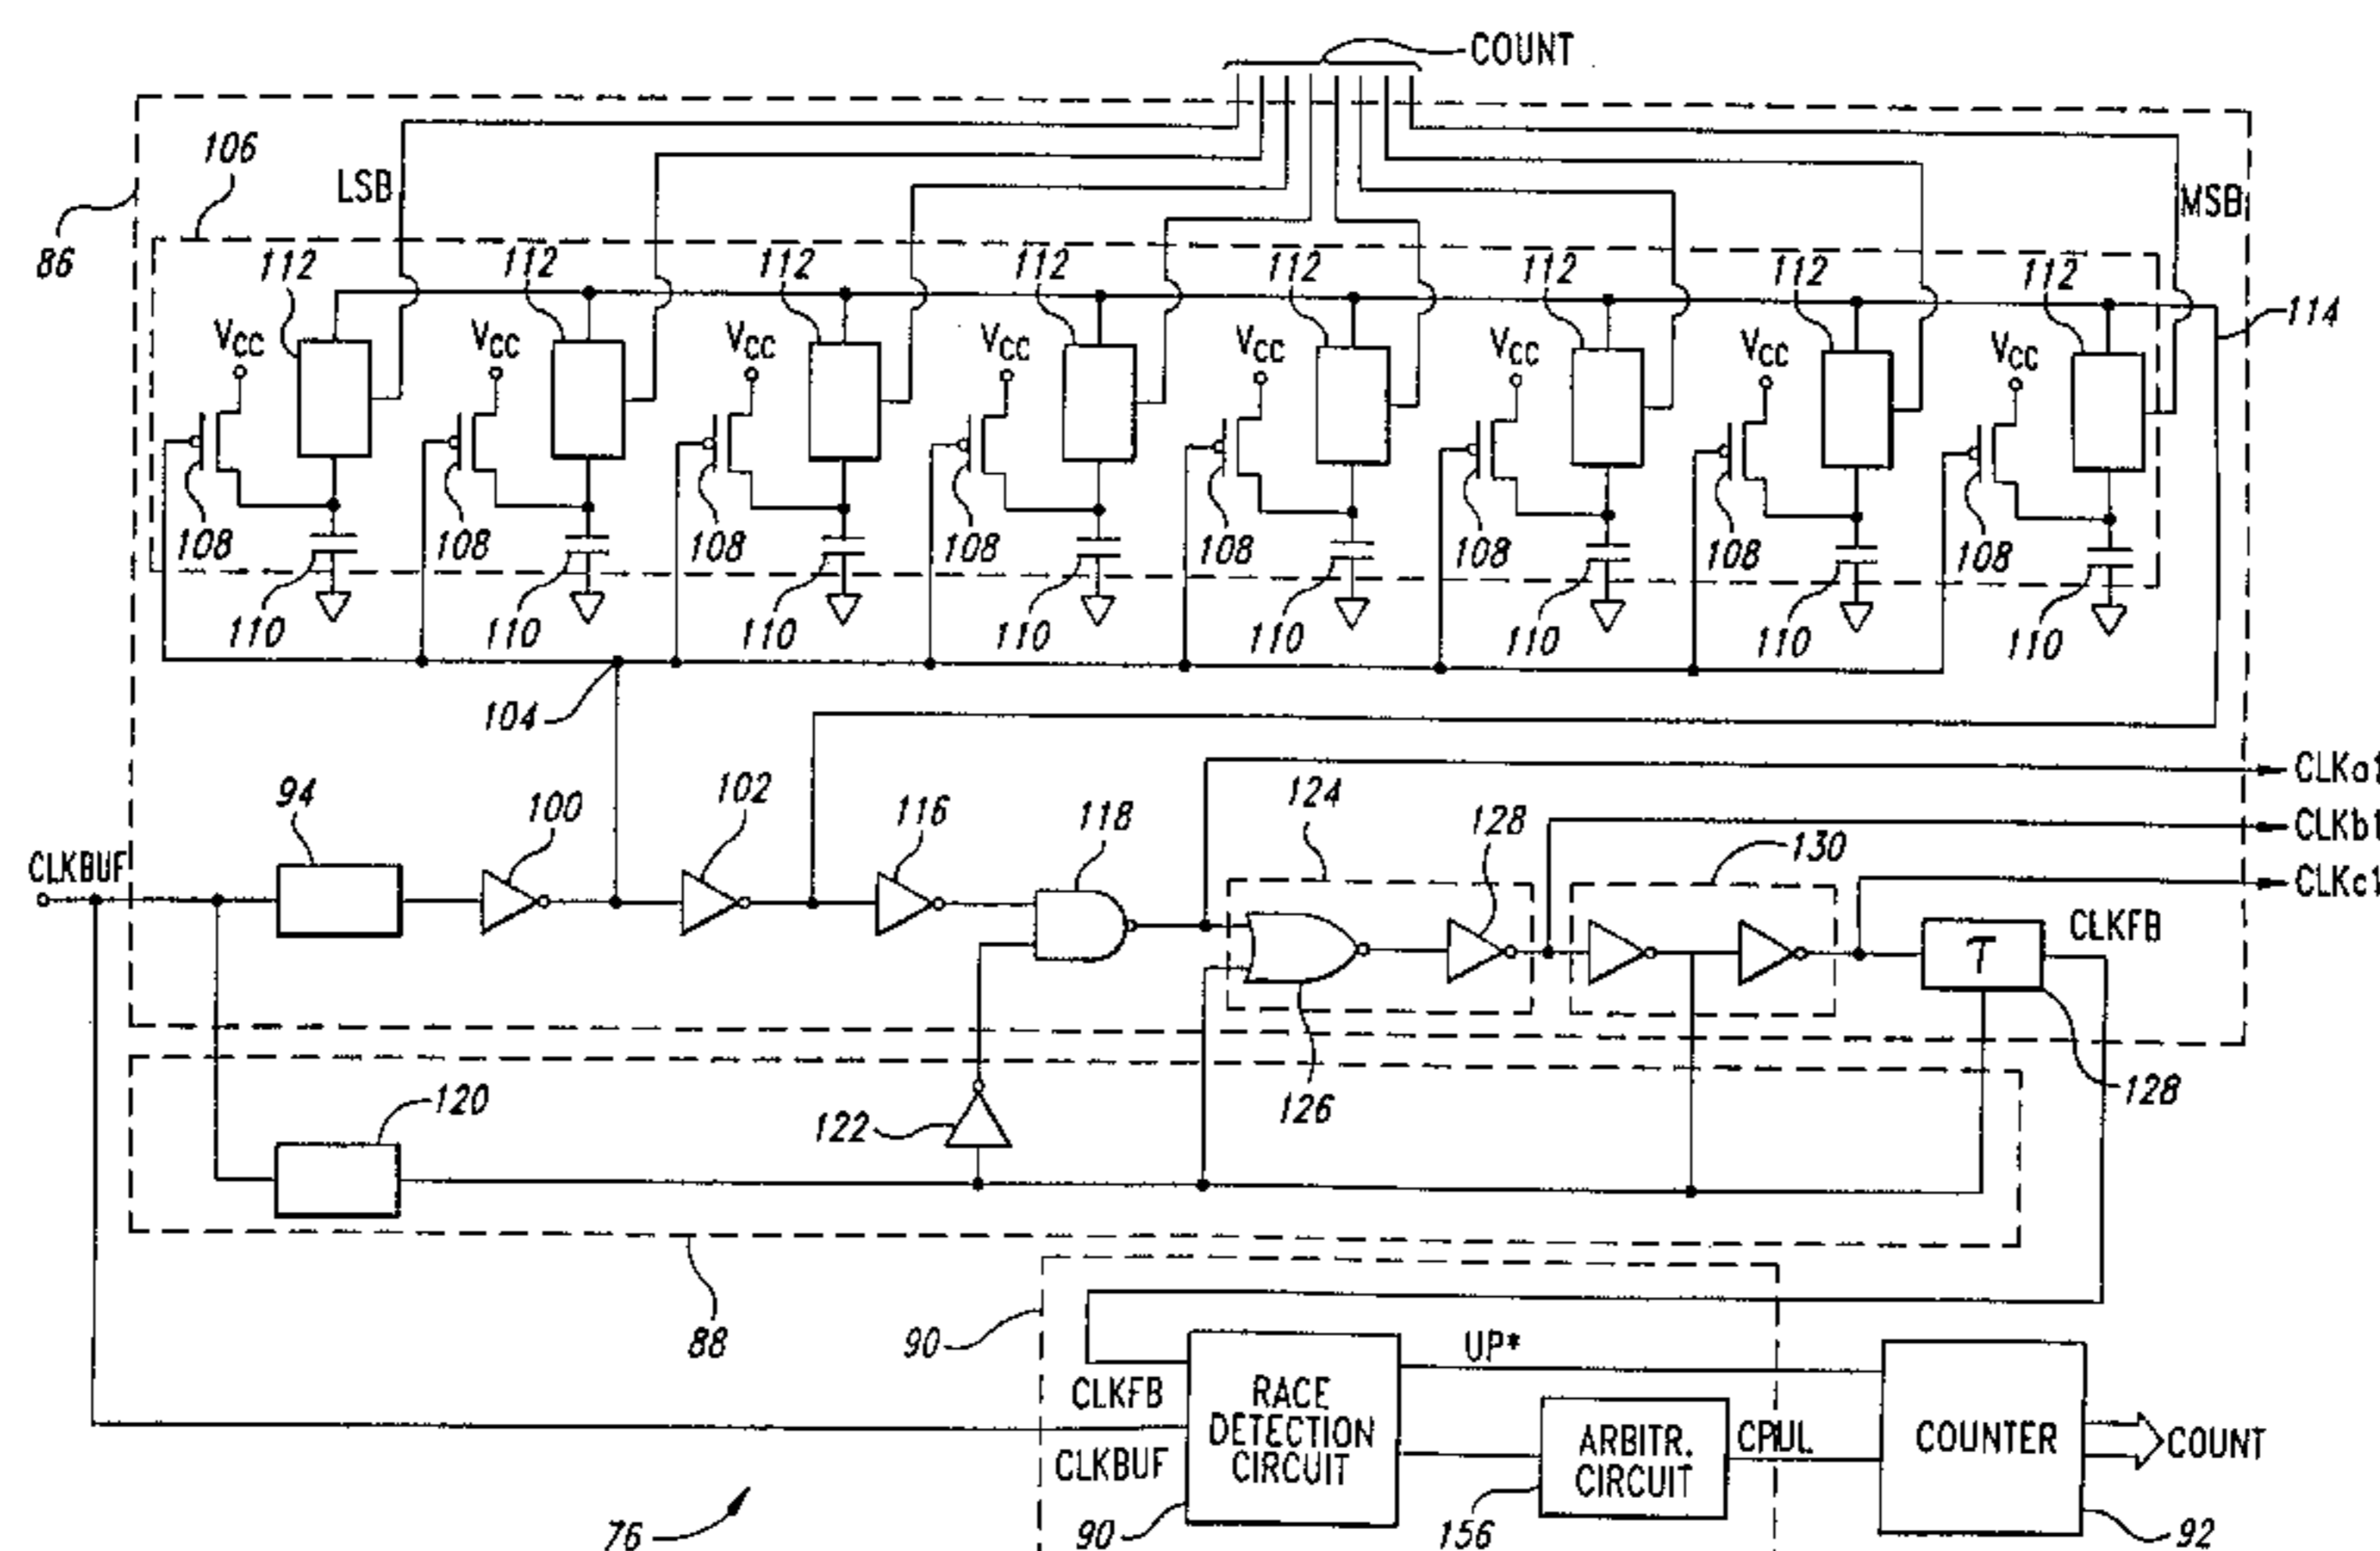 COUNT
106
LSB
MSB
86
112 112 112 112 112 112 112 112
114
VCC VCC VCC VCC VCC VCC VCC VCC
108 108 108 108 108 108 108 108
110 110 110 110 110 110 110 110
104
CLKa1
94 100 102 116 118 124 128
CLKb1
130
CLKBUF
CLKc1
T
CLKFB
120
122
126
128
88
90
UP*
CLKFB
RACE
DETECTION
CIRCUIT
CLKBUF
ARBITR.
CIRCUIT
CPUL
COUNTER
COUNT
76
90
156
92